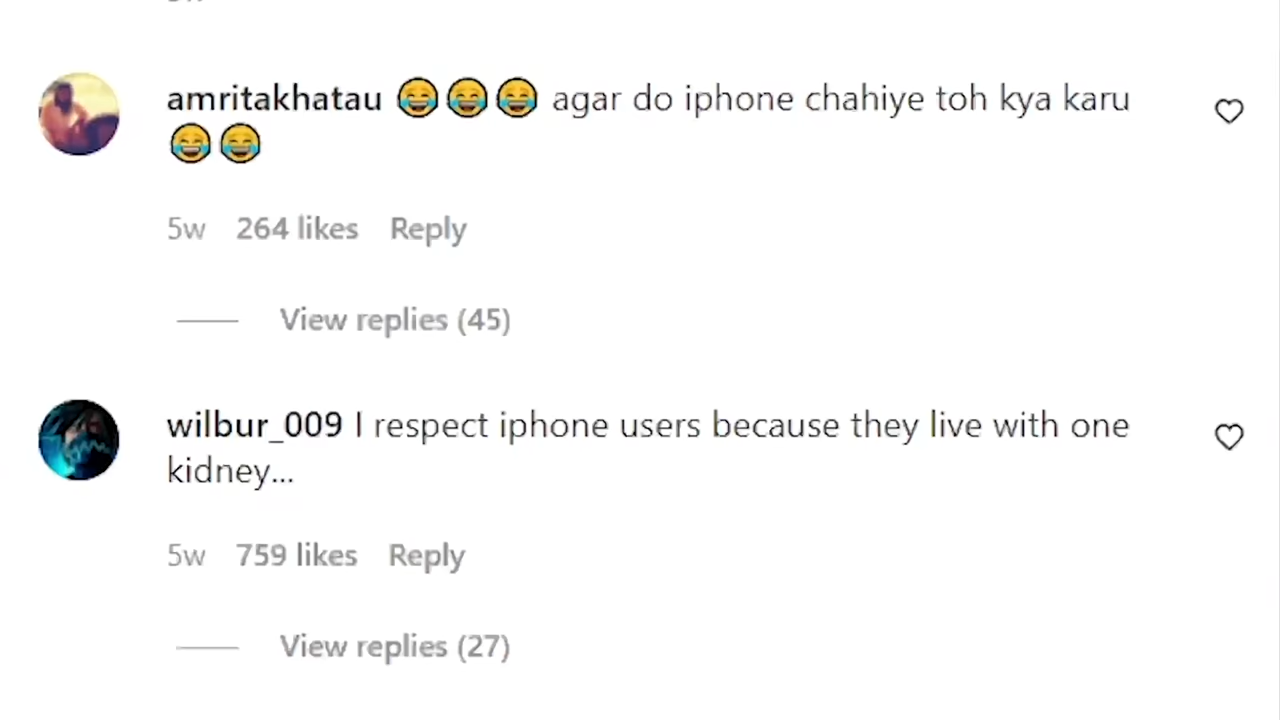 amritakhatau 😂😂😂 agar do iphone chahiye toh kya karu
😂😂
5w 264 likes Reply
View replies (45)
wilbur_009 I respect iphone users because they live with one
kidney...
5w 759 likes Reply
View replies (27)